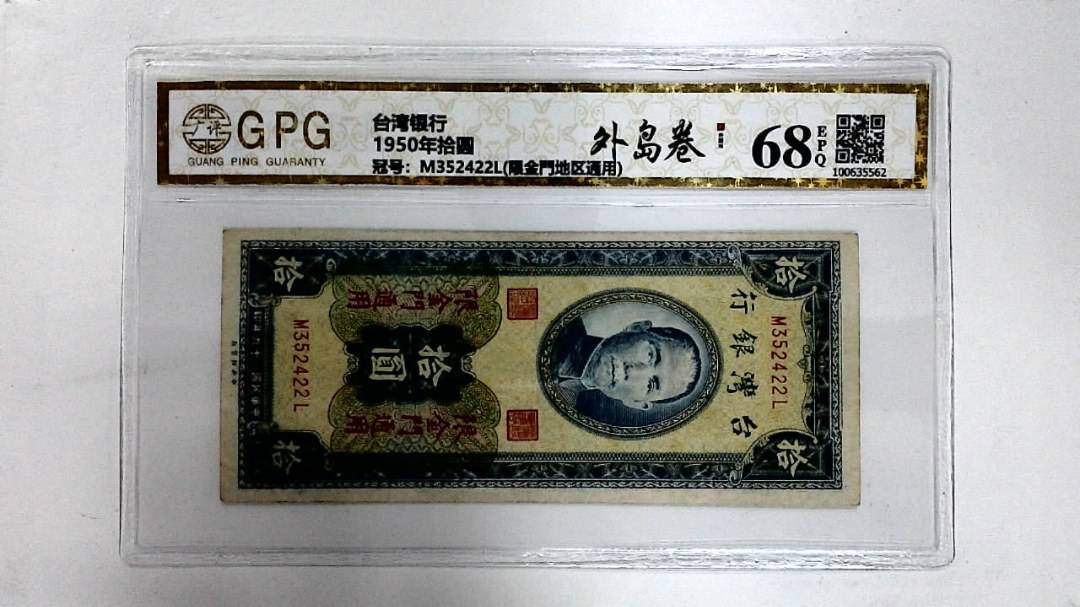 广评
GPG
GUANG PING GUARANTY
台湾银行
1950年拾圆
冠号：M352422L(限金門地区通用)
外岛卷
68
EPQ
100635562
台灣銀行
M352422L
拾
拾
拾圓
限金門通用
限金門通用
M352422L
拾
拾